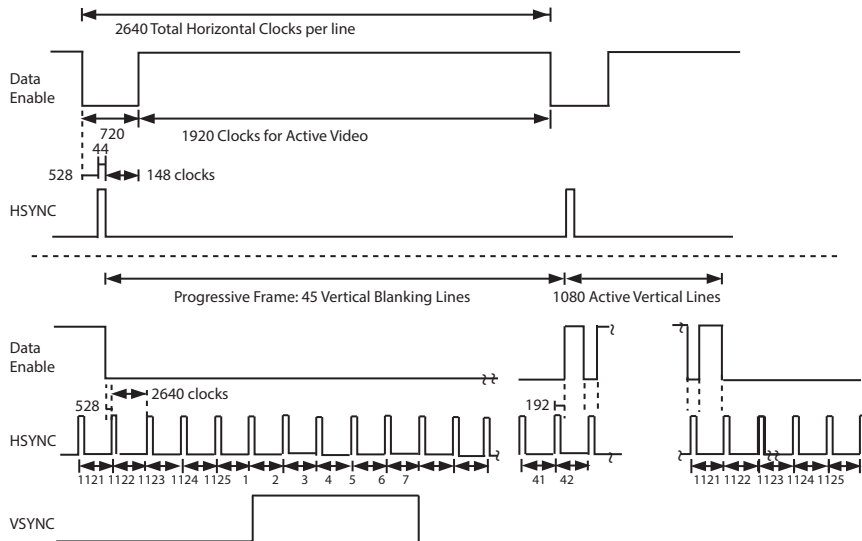 2640 Total Horizontal Clocks per line
Data
Enable
720
1920 Clocks for Active Video
44
528
148 clocks
HSYNC
Progressive Frame: 45 Vertical Blanking Lines
1080 Active Vertical Lines
Data
Enable
2640 clocks
528
192
HSYNC
1121 1122 1123 1124 1125 1 2 3 4 5 6 7 41 42 1121 1122 1123 1124 1125
VSYNC